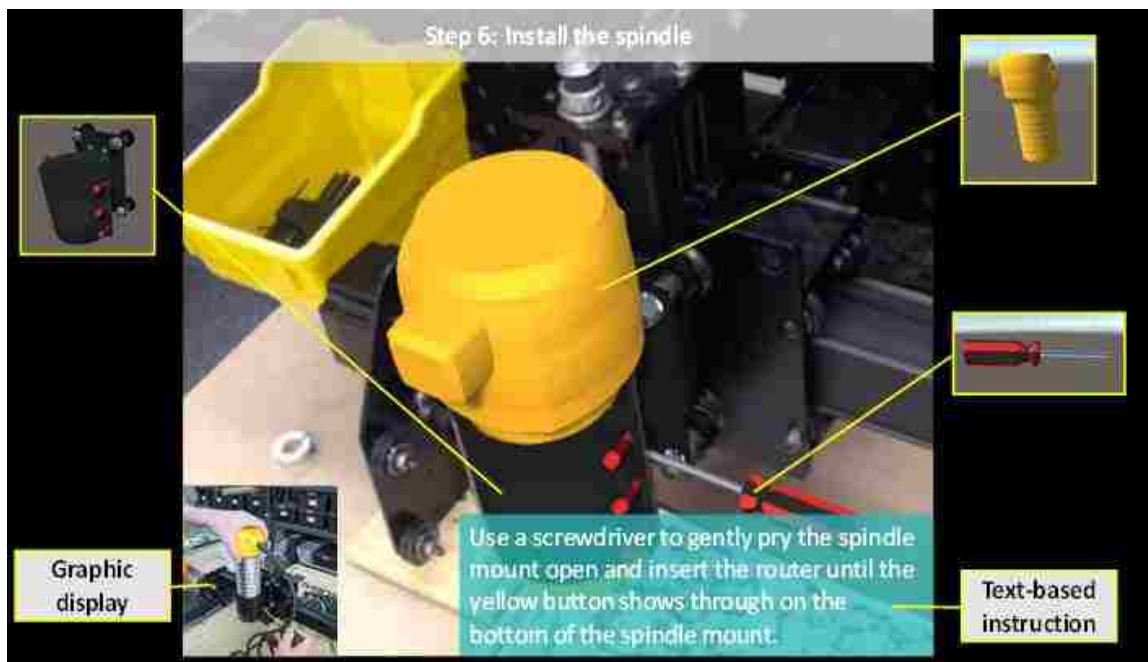 Step 6: Install the spindle
Use a screwdriver to gently pry the spindle
mount open and insert the router until the
yellow button shows through on the
bottom of the spindle mount.
Graphic
display
Text-based
instruction